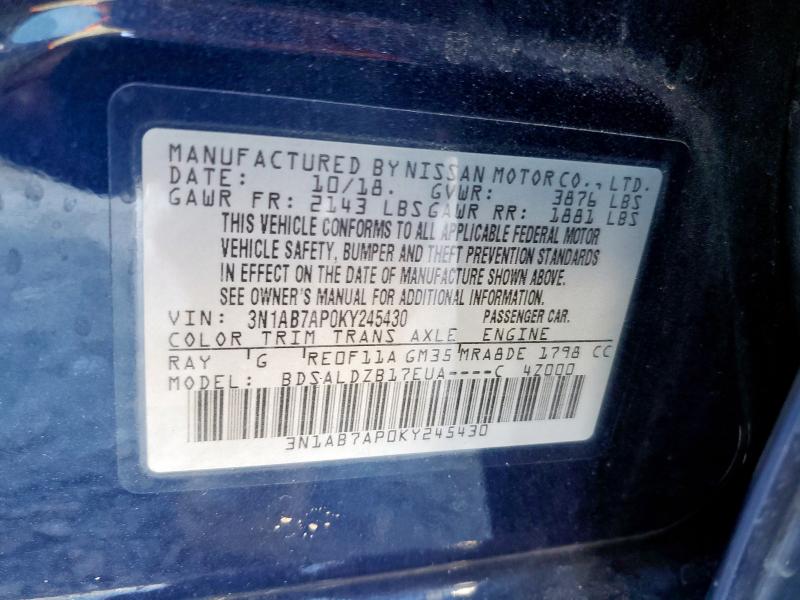 MANUFACTURED BY NISSAN MOTOR CO., LTD.
DATE: 10/18. GVWR: 3876 LBS
GAWR FR: 2143 LBS GAWR RR: 1881 LBS
THIS VEHICLE CONFORMS TO ALL APPLICABLE FEDERAL MOTOR
VEHICLE SAFETY, BUMPER AND THEFT PREVENTION STANDARDS
IN EFFECT ON THE DATE OF MANUFACTURE SHOWN ABOVE.
SEE OWNER'S MANUAL FOR ADDITIONAL INFORMATION.
VIN: 3N1AB7AP0KY245430 PASSENGER CAR.
COLOR TRIM TRANS AXLE ENGINE
RAY G RE0F11A GM35 MRA8DE 1798 CC
MODEL: BDSALDZB17EUA----C 4Z000
3N1AB7AP0KY245430